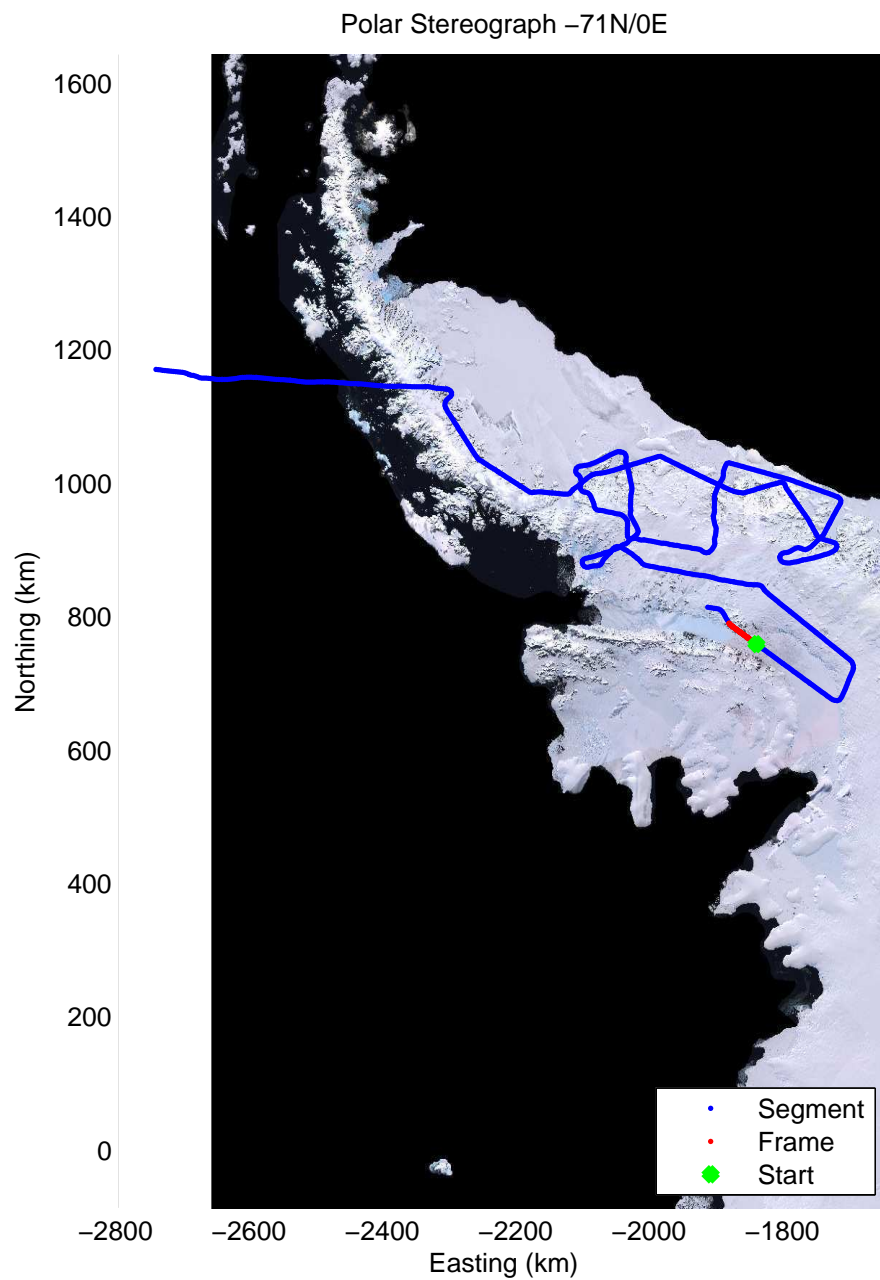 Polar Stereograph −71N/0E
1600
1400
1200
1000
800
600
400
200
0
Northing (km)
−2800 −2600 −2400 −2200 −2000 −1800
Easting (km)
Segment
Frame
Start